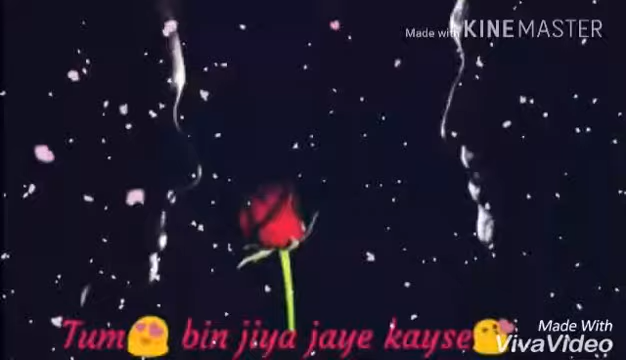 Made with KINEMASTER
Tum😍 bin jiya jaye kayse😘
Made With
VivaVideo